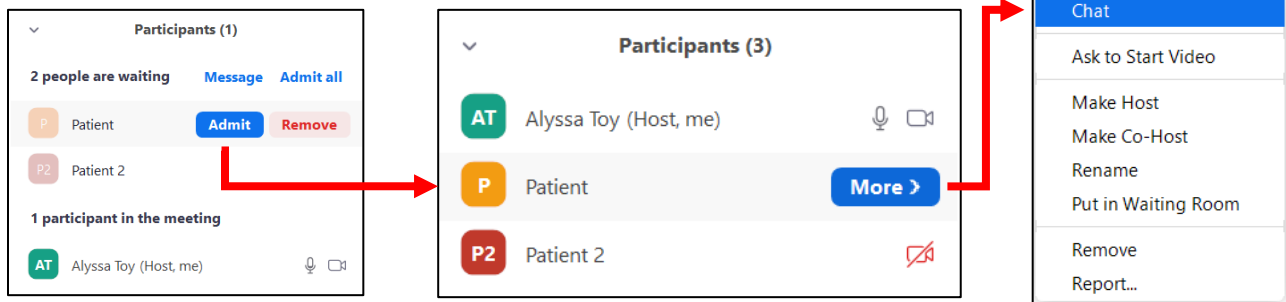 Participants (1)
2 people are waiting Message Admit all
P Patient Admit Remove
P2 Patient 2
1 participant in the meeting
AT Alyssa Toy (Host, me)
Participants (3)
AT Alyssa Toy (Host, me)
P Patient More
P2 Patient 2
Chat
Ask to Start Video
Make Host
Make Co-Host
Rename
Put in Waiting Room
Remove
Report...